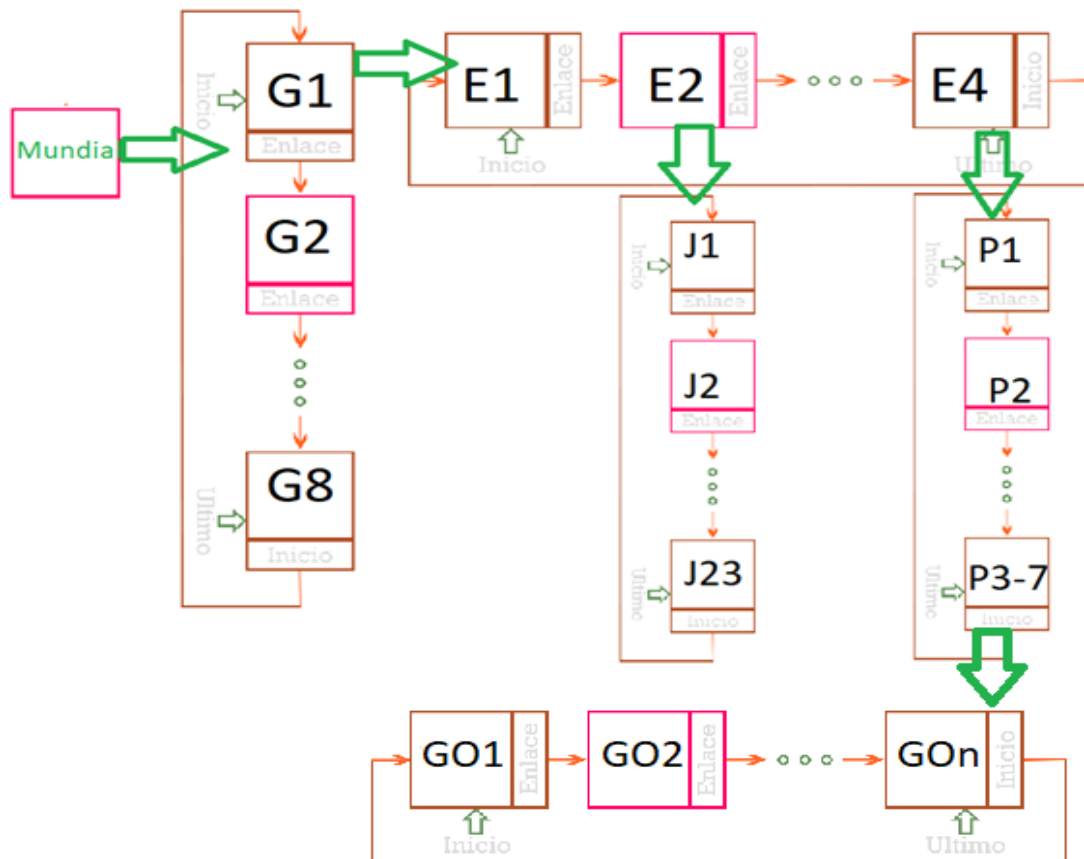 Mundia
Inicio
G1
Enlace
G2
Enlace
G8
Ultimo
Inicio
E1
Enlace
Inicio
E2
Enlace
E4
Inicio
Ultimo
J1
Inicio
Enlace
J2
Enlace
J23
Ultimo
Inicio
P1
Inicio
Enlace
P2
Enlace
P3-7
Ultimo
Inicio
GO1
Enlace
Inicio
GO2
Enlace
GOn
Inicio
Ultimo